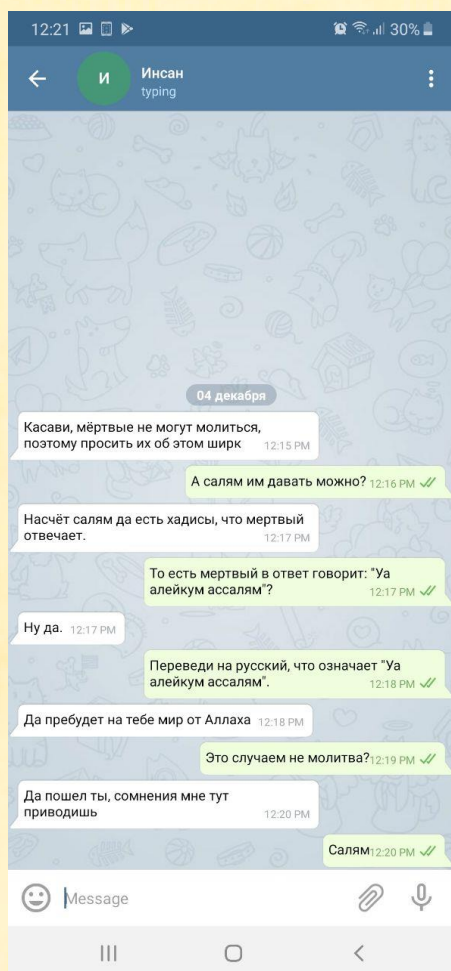 12:21
30%
И
Инсан
typing
04 декабря
Касави, мёртвые не могут молиться,
поэтому просить их об этом ширк 12:15 PM
А салям им давать можно? 12:16 PM
Насчёт салям да есть хадисы, что мертвый
отвечает. 12:17 PM
То есть мертвый в ответ говорит: "Уа
алейкум ассалям"? 12:17 PM
Ну да. 12:17 PM
Переведи на русский, что означает "Уа
алейкум ассалям". 12:18 PM
Да пребудет на тебе мир от Аллаха 12:18 PM
Это случаем не молитва? 12:19 PM
Да пошел ты, сомнения мне тут
приводишь 12:20 PM
Салям 12:20 PM
Message